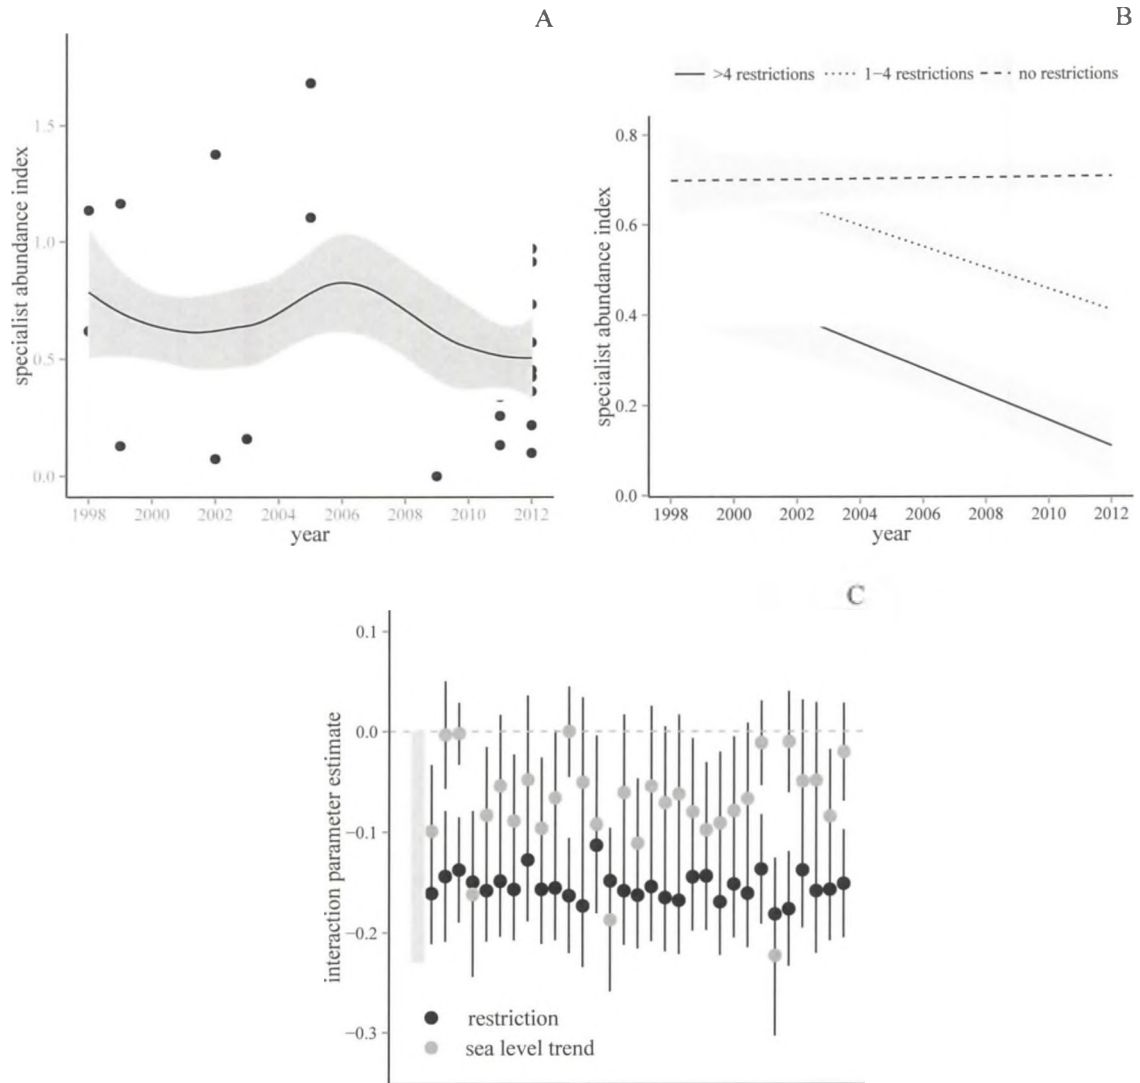 A
specialist abundance index
1.5
1.0
0.5
0.0
1998 2000 2002 2004 2006 2008 2010 2012
year
B
>4 restrictions 1−4 restrictions no restrictions
specialist abundance index
0.8
0.6
0.4
0.2
0.0
1998 2000 2002 2004 2006 2008 2010 2012
year
C
interaction parameter estimate
0.1
0.0
−0.1
−0.2
−0.3
restriction
sea level trend